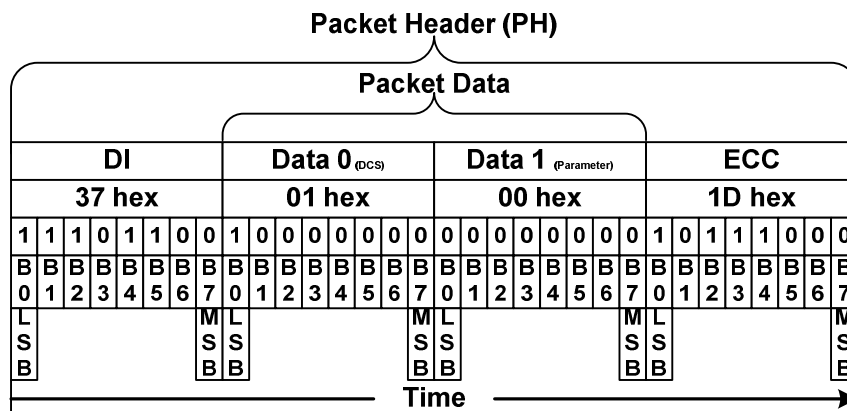 Packet Header (PH)
Packet Data
DI Data 0 (DCS) Data 1 (Parameter) ECC
37 hex 01 hex 00 hex 1D hex
1 1 1 0 1 1 0 0 1 0 0 0 0 0 0 0 0 0 0 0 0 0 0 0 1 0 1 1 1 0 0 0
B B B B B B B B B B B B B B B B B B B B B B B B B B B B B B B B
0 1 2 3 4 5 6 7 0 1 2 3 4 5 6 7 0 1 2 3 4 5 6 7 0 1 2 3 4 5 6 7
L M L M L M L M
S S S S S S S S
B B B B B B B B
Time